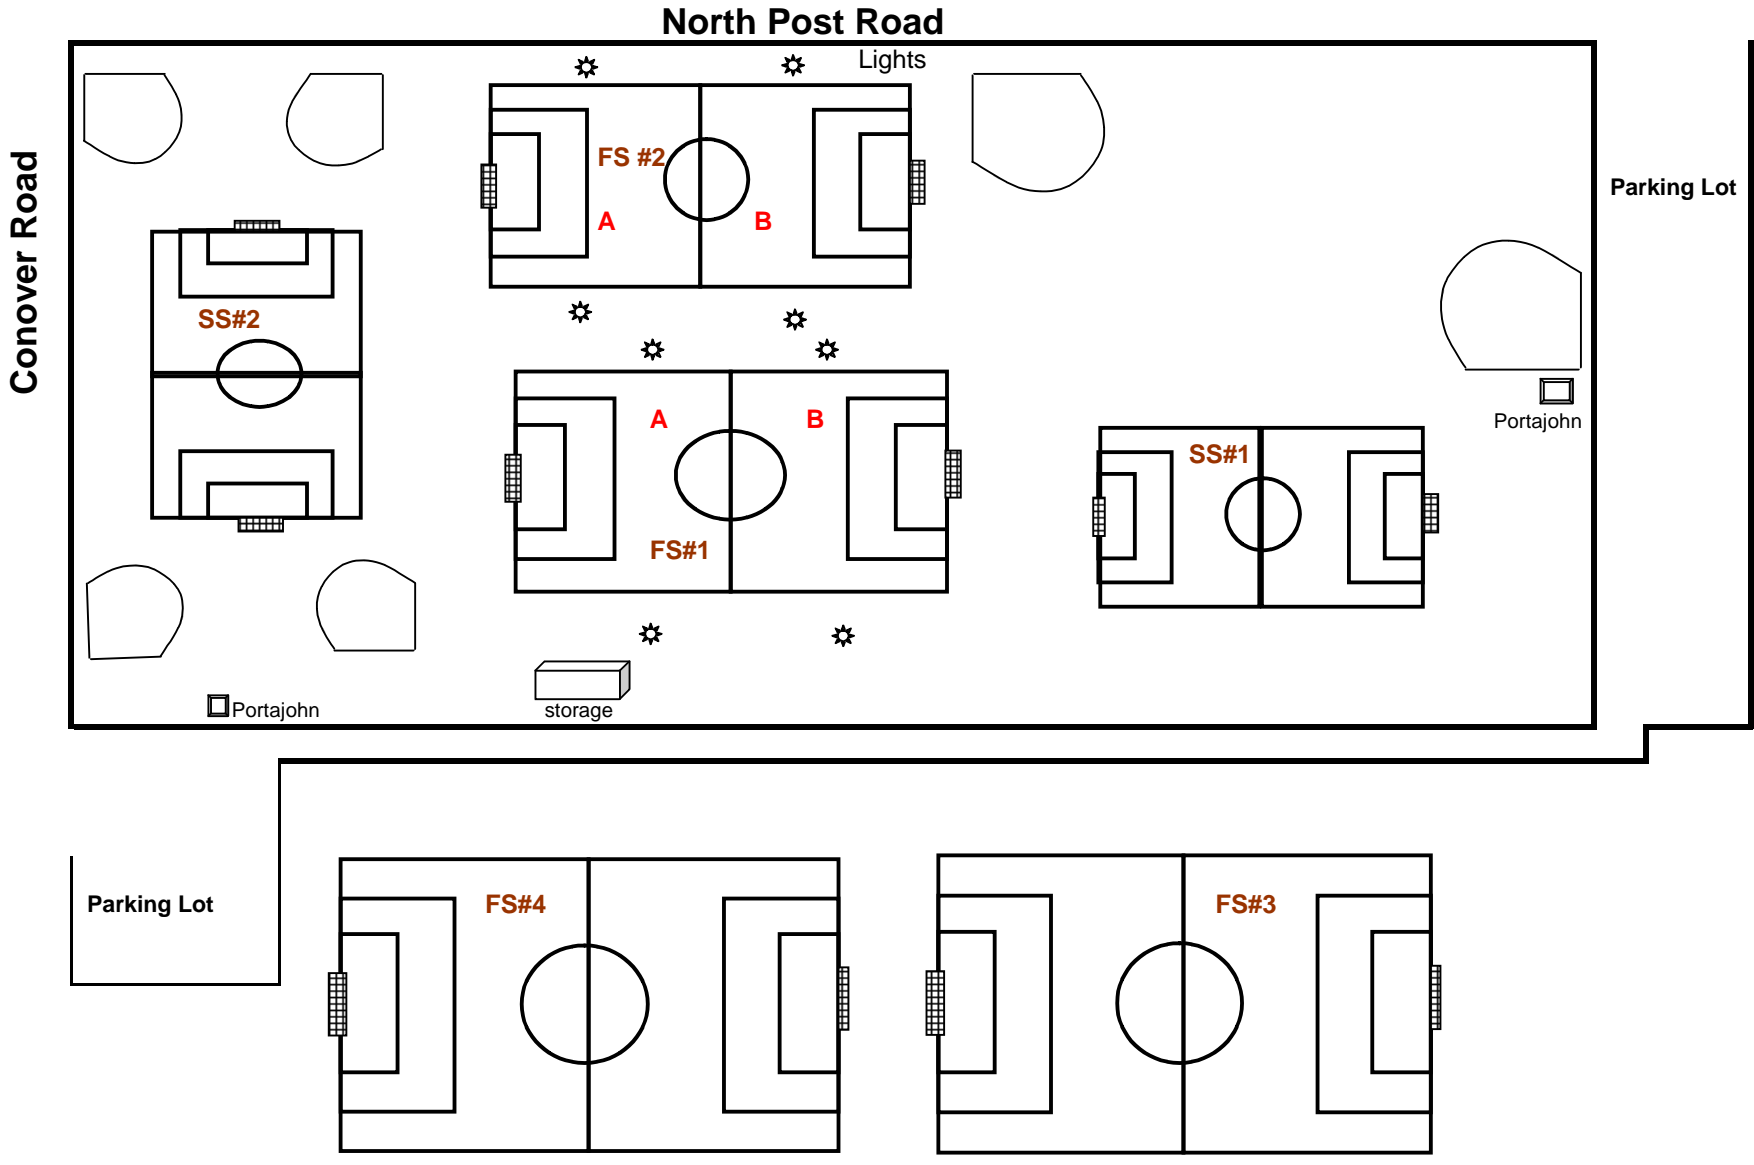 North Post Road
Lights
Conover Road
FS #2
A
B
Parking Lot
SS#2
A
B
Portajohn
SS#1
FS#1
Portajohn
storage
Parking Lot
FS#4
FS#3